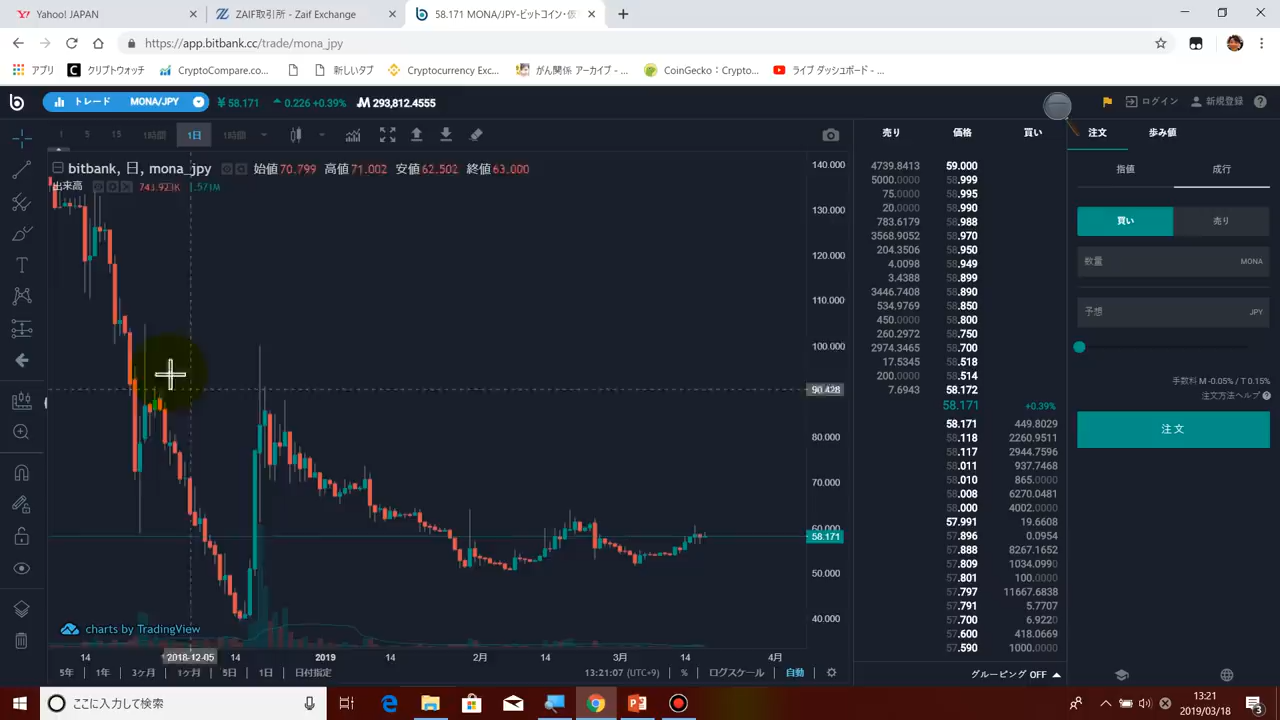 Yahoo! JAPAN
ZAIF取引所 - Zaif Exchange
58.171 MONA/JPY-ビットコイン・仮
https://app.bitbank.cc/trade/mona_jpy
アプリ
クリプトウォッチ
CryptoCompare.co...
新しいタブ
Cryptocurrency Exc...
がん関係 アーカイブ - ...
CoinGecko：Crypto...
ライブ ダッシュボード - ...
トレード MONA/JPY
¥ 58.171 0.226 +0.39% 293,812.4555
ログイン
新規登録
1 5 15 1時間 1日 1時間
bitbank, 日, mona_jpy 始値70.799 高値71.002 安値62.502 終値63.000
出来高
140.000
130.000
120.000
110.000
100.000
90.428
80.000
70.000
60.000
58.171
50.000
40.000
charts by TradingView
14 2018-12-05 14 2019 14 2月 14 3月 14 4月
5年 1年 3ヶ月 1ヶ月 5日 1日 日付指定
13:21:07 (UTC+9) % ログスケール 自動
売り 価格 買い
4739.8413 59.000
5000.0000 58.999
75.0000 58.995
20.0000 58.990
783.6179 58.988
3568.9052 58.970
204.3506 58.950
4.0098 58.949
3.4388 58.899
3446.7408 58.890
534.9769 58.850
450.0000 58.800
260.2972 58.750
2974.3465 58.700
17.5345 58.518
200.0000 58.514
7.6943 58.172
58.171 +0.39%
58.171 449.8029
58.118 2260.9511
58.117 2944.7596
58.011 937.7468
58.010 865.0000
58.008 6270.0481
58.000 4002.0000
57.991 19.6608
57.896 0.0954
57.888 8267.1652
57.809 1034.0990
57.801 100.0000
57.797 11667.6838
57.791 5.7707
57.700 6.9220
57.600 418.0669
57.590 1000.0000
グルーピング OFF
注文 歩み値
指値 成行
買い 売り
数量 MONA
予想 JPY
手数料 M -0.05% / T 0.15%
注文方法ヘルプ
注文
ここに入力して検索
13:21
2019/03/18
3